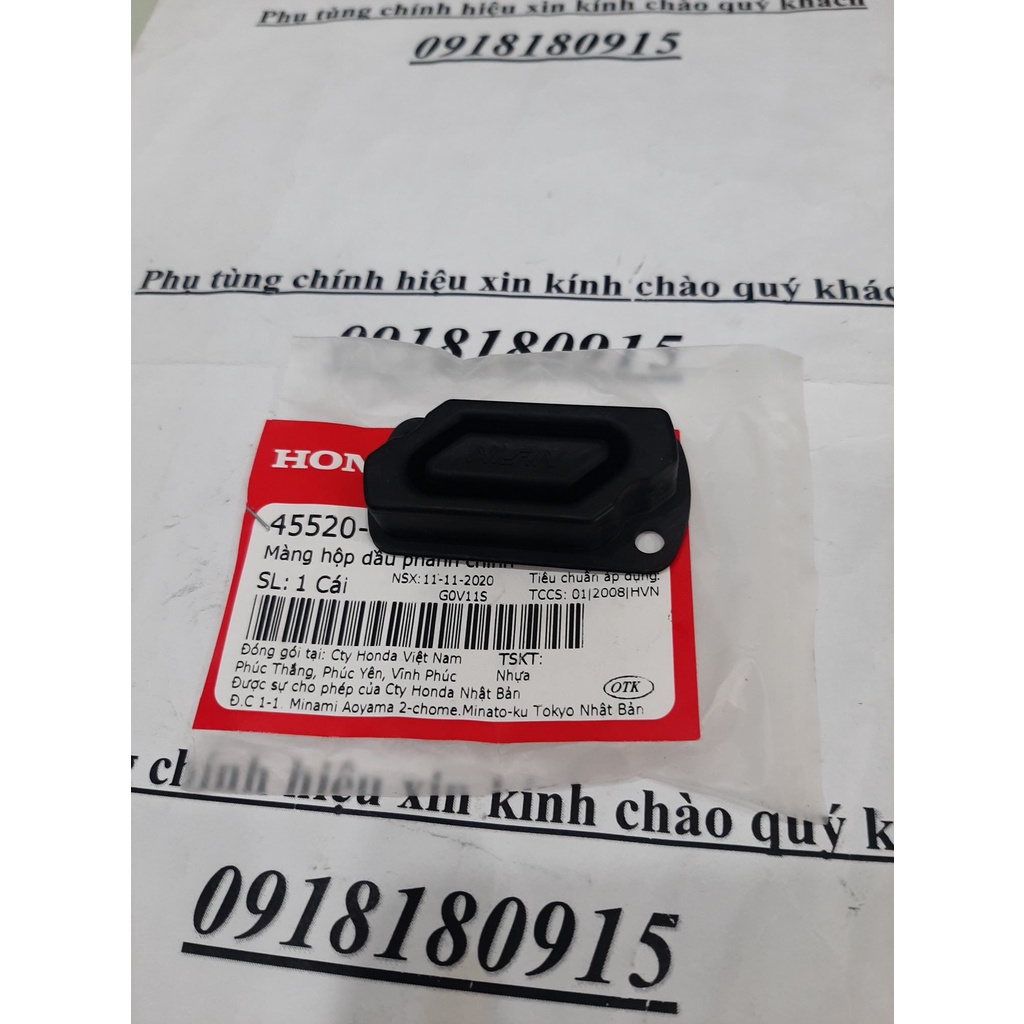 Phụ tùng chính hiệu xin kính chào quý khách
0918180915
Phụ tùng chính hiệu xin kính chào quý khác
0918180915
HON
45520-
Màng hộp dầu phanh chính
SL: 1 Cái
NSX: 11-11-2020
G0V11S
Tiêu chuẩn áp dụng:
TCCS: 01|2008|HVN
Đóng gói tại: Cty Honda Việt Nam
Phúc Thắng, Phúc Yên, Vĩnh Phúc
Được sự cho phép của Cty Honda Nhật Bản
Đ.C 1-1. Minami Aoyama 2-chome.Minato-ku Tokyo Nhật Bản
TSKT:
Nhựa
OTK
chính hiệu xin kính chào quý k
0918180915